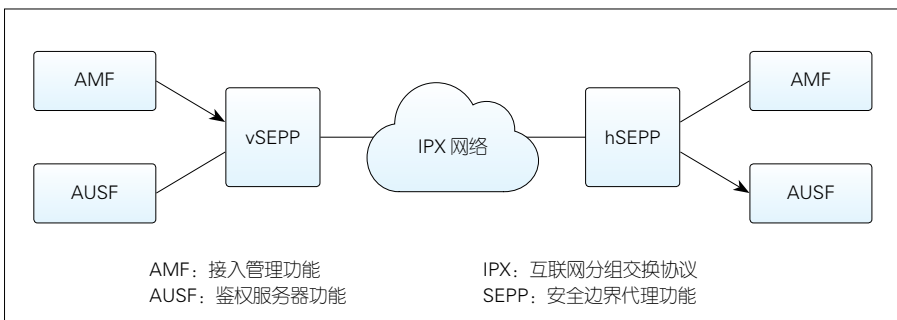 AMF
AUSF
vSEPP
IPX 网络
hSEPP
AMF
AUSF
AMF：接入管理功能
AUSF：鉴权服务器功能
IPX：互联网分组交换协议
SEPP：安全边界代理功能